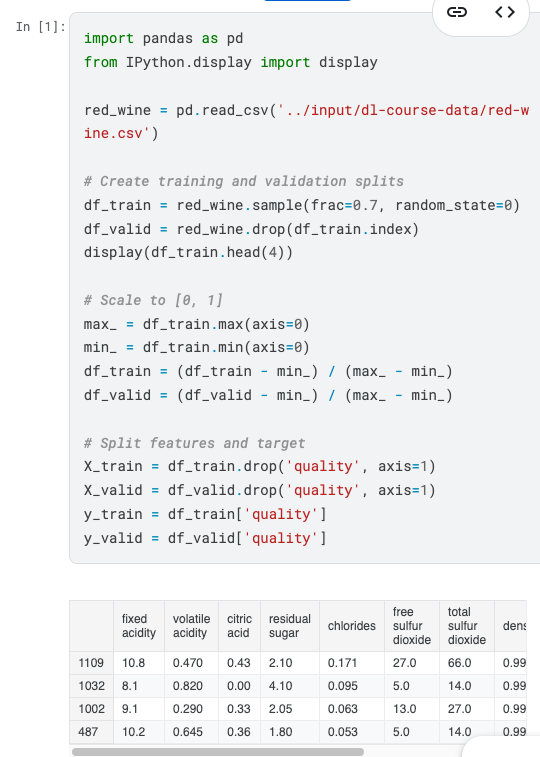 In [1]:
import pandas as pd
from IPython.display import display
red_wine = pd.read_csv('../input/dl-course-data/red-w
ine.csv')
# Create training and validation splits
df_train = red_wine.sample(frac=0.7, random_state=0)
df_valid = red_wine.drop(df_train.index)
display(df_train.head(4))
# Scale to [0, 1]
max_ = df_train.max(axis=0)
min_ = df_train.min(axis=0)
df_train = (df_train - min_) / (max_ - min_)
df_valid = (df_valid - min_) / (max_ - min_)
# Split features and target
X_train = df_train.drop('quality', axis=1)
X_valid = df_valid.drop('quality', axis=1)
y_train = df_train['quality']
y_valid = df_valid['quality']
fixed acidity volatile acidity citric acid residual sugar chlorides free sulfur dioxide total sulfur dioxide dens
1109 10.8 0.470 0.43 2.10 0.171 27.0 66.0 0.99
1032 8.1 0.820 0.00 4.10 0.095 5.0 14.0 0.99
1002 9.1 0.290 0.33 2.05 0.063 13.0 27.0 0.99
487 10.2 0.645 0.36 1.80 0.053 5.0 14.0 0.99